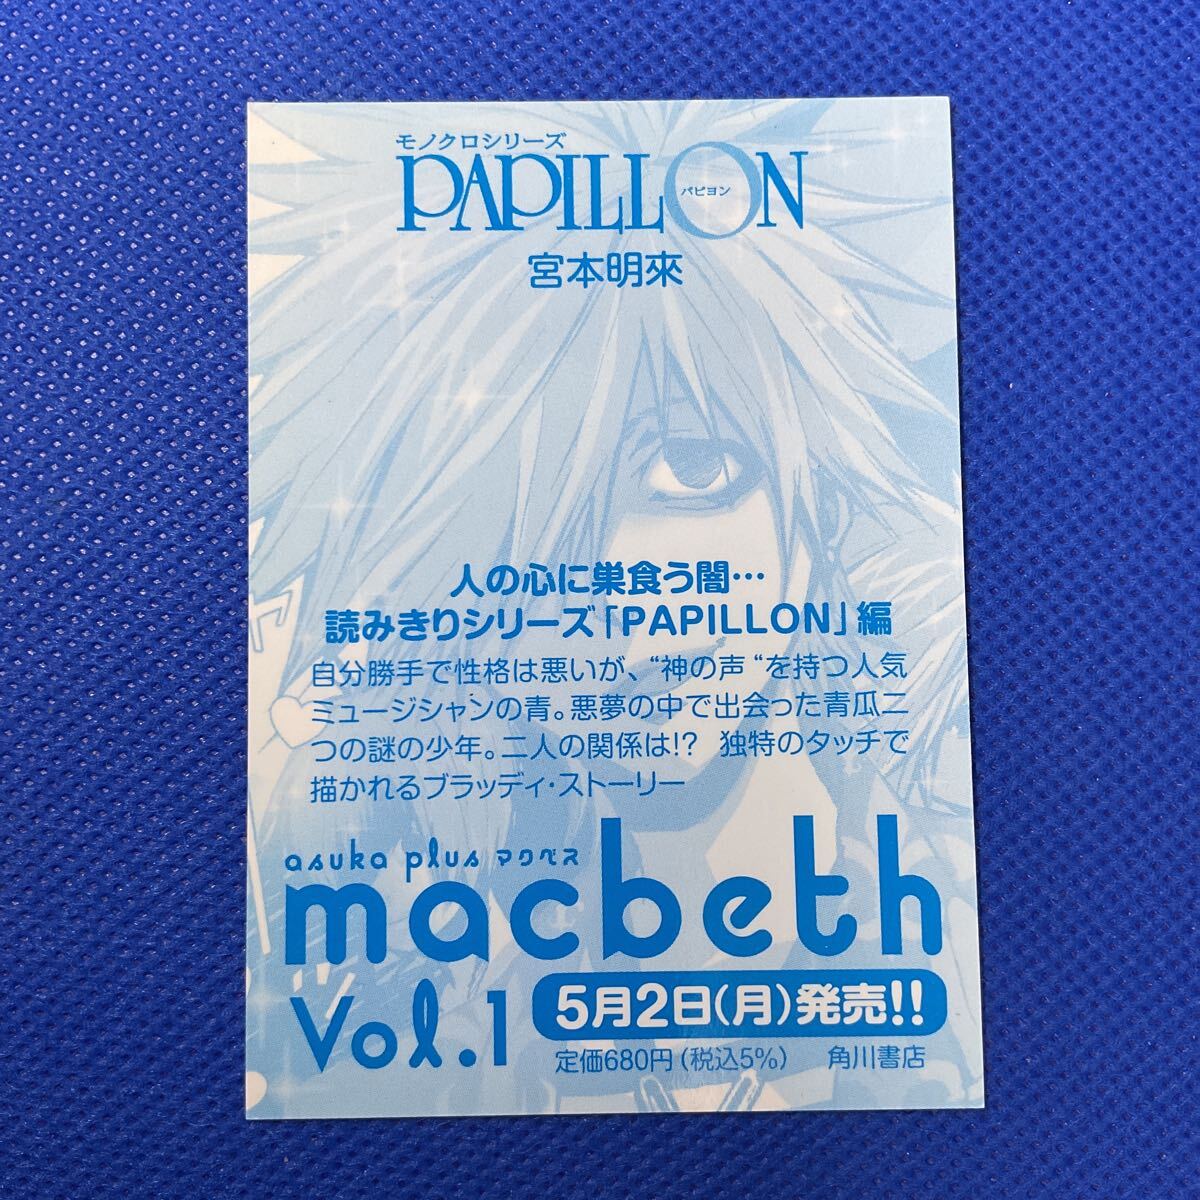 モノクロシリーズ
PAPILLON
パピヨン
宮本明來
人の心に巣食う闇…
読みきりシリーズ「PAPILLON」編
自分勝手で性格は悪いが、“神の声“を持つ人気
ミュージシャンの青。悪夢の中で出会った青瓜二
つの謎の少年。二人の関係は!? 独特のタッチで
描かれるブラッディ・ストーリー
asuka plus マクベス
macbeth
Vol.1 5月2日(月)発売!!
定価680円(税込5%) 角川書店